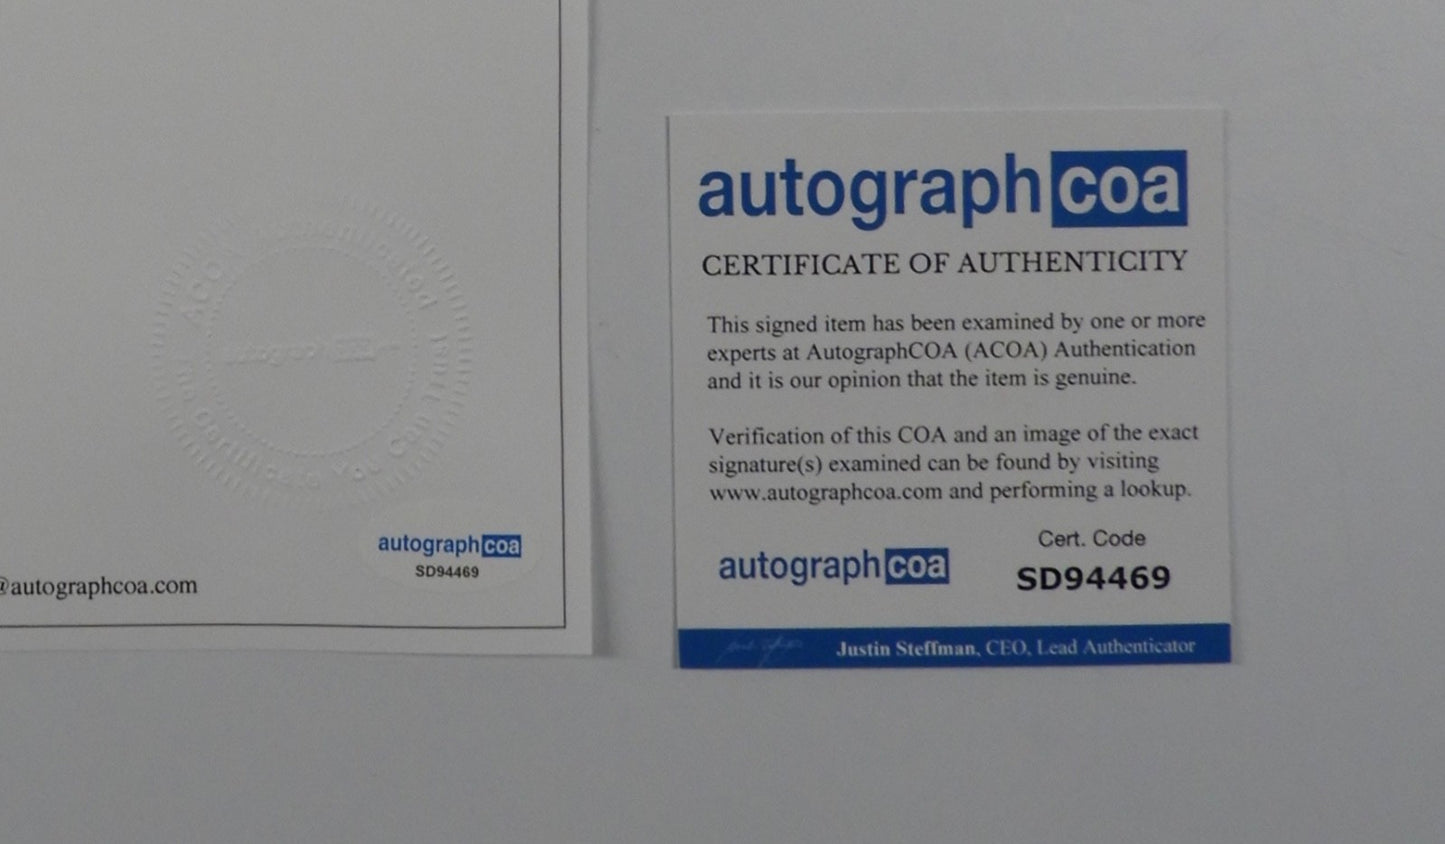 ACOA Authenticated
autographcoa
SD94469
@autographcoa.com
autographcoa
CERTIFICATE OF AUTHENTICITY
This signed item has been examined by one or more
experts at AutographCOA (ACOA) Authentication
and it is our opinion that the item is genuine.
Verification of this COA and an image of the exact
signature(s) examined can be found by visiting
www.autographcoa.com and performing a lookup.
autographcoa
Cert. Code
SD94469
Justin Steffman, CEO, Lead Authenticator